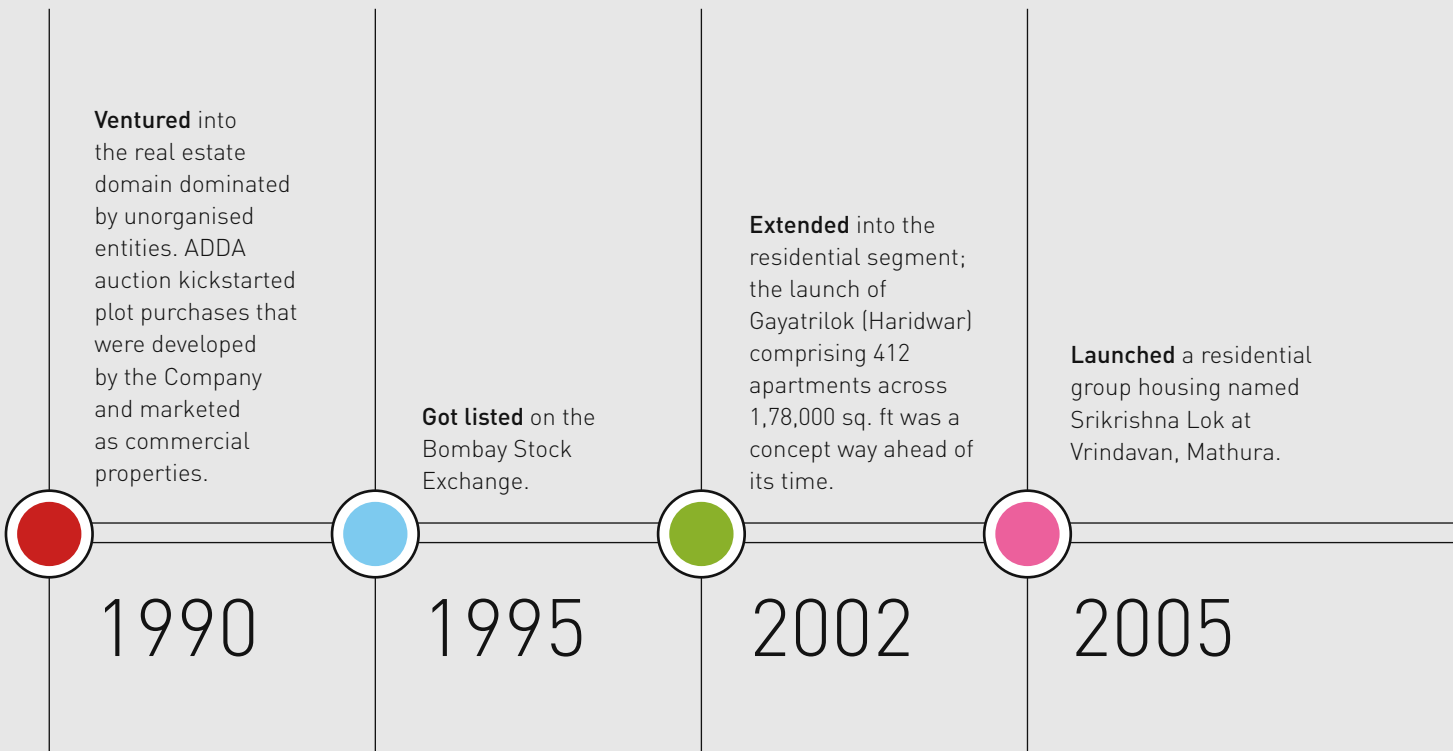 Ventured into
the real estate
domain dominated
by unorganised
entities. ADDA
auction kickstarted
plot purchases that
were developed
by the Company
and marketed
as commercial
properties.
1990
Got listed on the
Bombay Stock
Exchange.
1995
Extended into the
residential segment;
the launch of
Gayatrilok (Haridwar)
comprising 412
apartments across
1,78,000 sq. ft was a
concept way ahead of
its time.
2002
Launched a residential
group housing named
Srikrishna Lok at
Vrindavan, Mathura.
2005